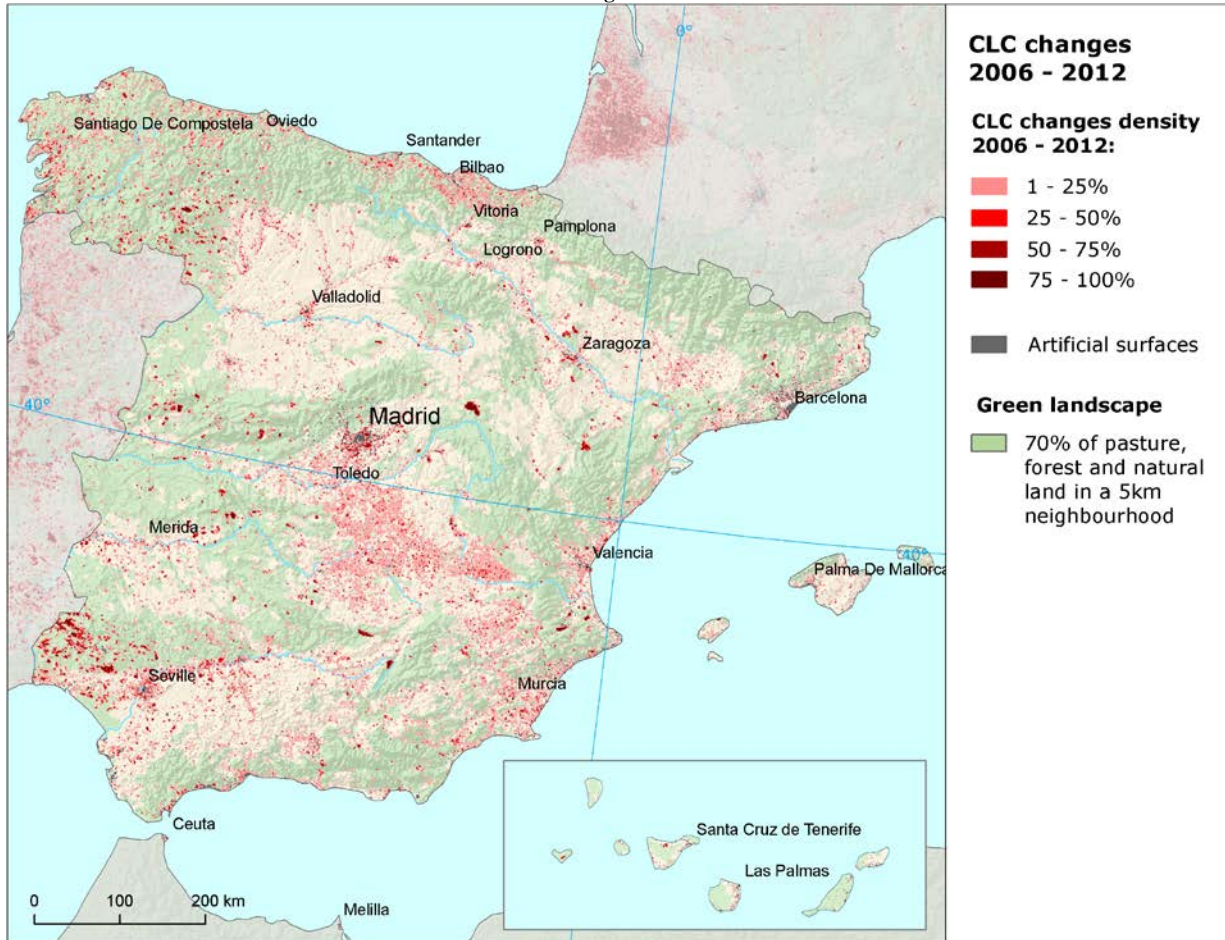 0°
Santiago De Compostela
Oviedo
Santander
Bilbao
Vitoria
Pamplona
Logrono
Valladolid
Zaragoza
Barcelona
40°
Madrid
Toledo
Merida
Valencia
40°
Palma De Mallorca
Seville
Murcia
Ceuta
Melilla
Santa Cruz de Tenerife
Las Palmas
0 100 200 km
CLC changes
2006 - 2012
CLC changes density
2006 - 2012:
1 - 25%
25 - 50%
50 - 75%
75 - 100%
Artificial surfaces
Green landscape
70% of pasture,
forest and natural
land in a 5km
neighbourhood